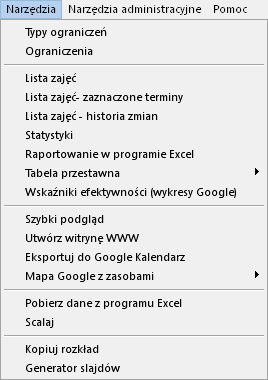 Narzędzia Narzędzia administracyjne Pomoc
Typy ograniczeń
Ograniczenia
Lista zajęć
Lista zajęć- zaznaczone terminy
Lista zajęć - historia zmian
Statystyki
Raportowanie w programie Excel
Tabela przestawna
Wskaźniki efektywności (wykresy Google)
Szybki podgląd
Utwórz witrynę WWW
Eksportuj do Google Kalendarz
Mapa Google z zasobami
Pobierz dane z programu Excel
Scalaj
Kopiuj rozkład
Generator slajdów